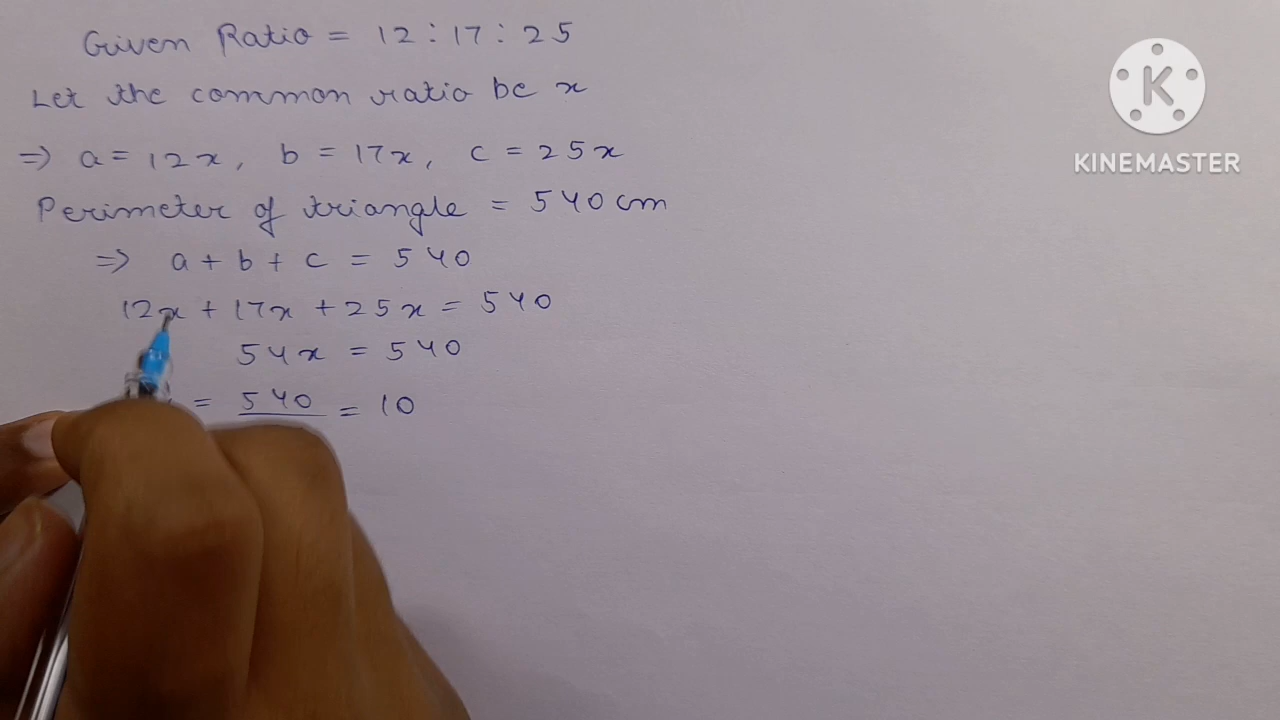 Given Ratio = 12 : 17 : 25
Let the common ratio be x
⇒ a = 12x, b = 17x, c = 25x
Perimeter of triangle = 540 cm
⇒ a + b + c = 540
12x + 17x + 25x = 540
54x = 540
= 540 = 10
K
KINEMASTER